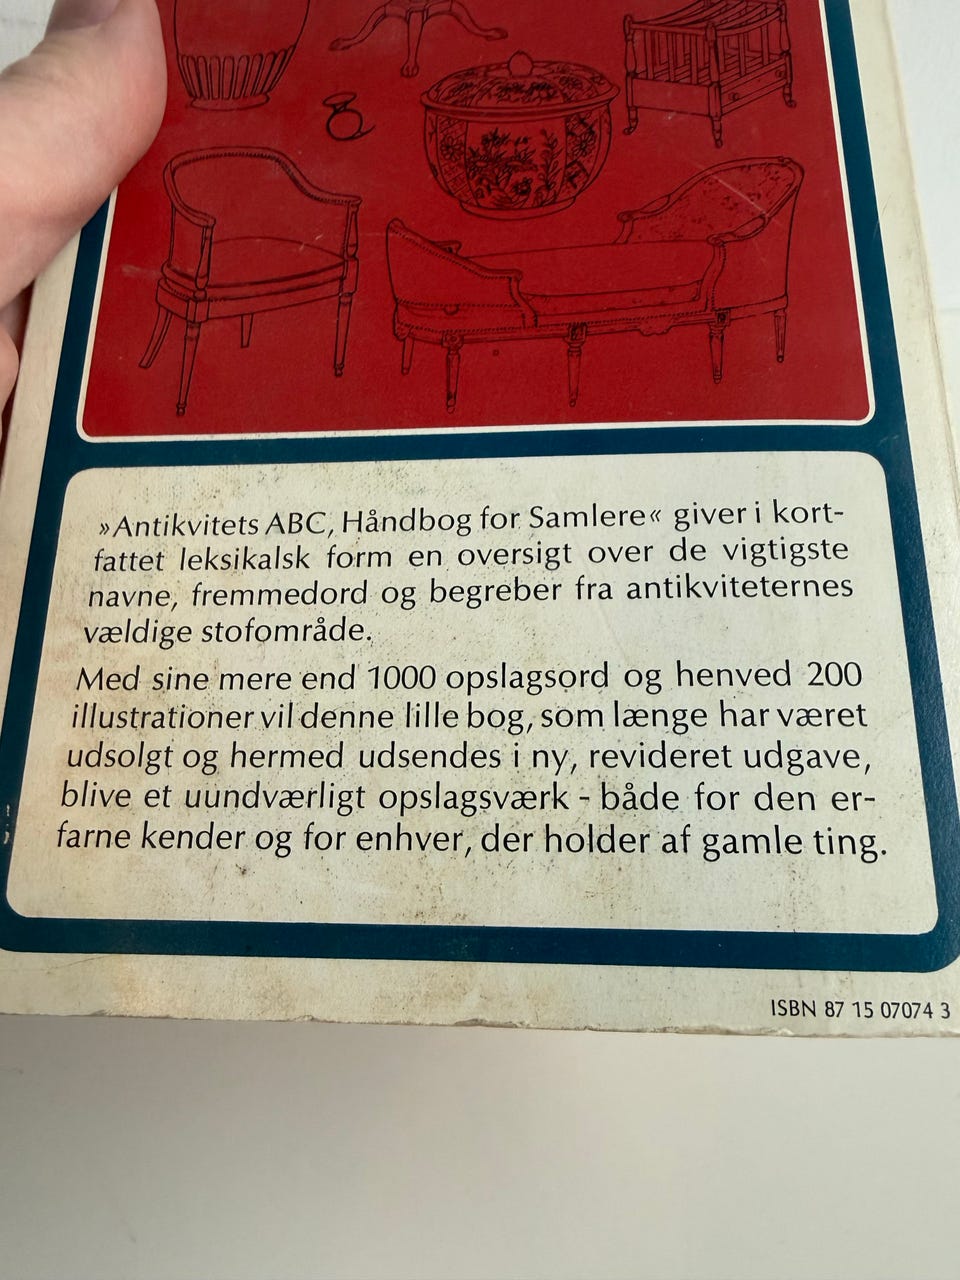 »Antikvitets ABC, Håndbog for Samlere« giver i kort-
fattet leksikalsk form en oversigt over de vigtigste
navne, fremmedord og begreber fra antikviteternes
vældige stofområde.
Med sine mere end 1000 opslagsord og henved 200
illustrationer vil denne lille bog, som længe har været
udsolgt og hermed udsendes i ny, revideret udgave,
blive et uundværligt opslagsværk - både for den er-
farne kender og for enhver, der holder af gamle ting.
ISBN 87 15 07074 3